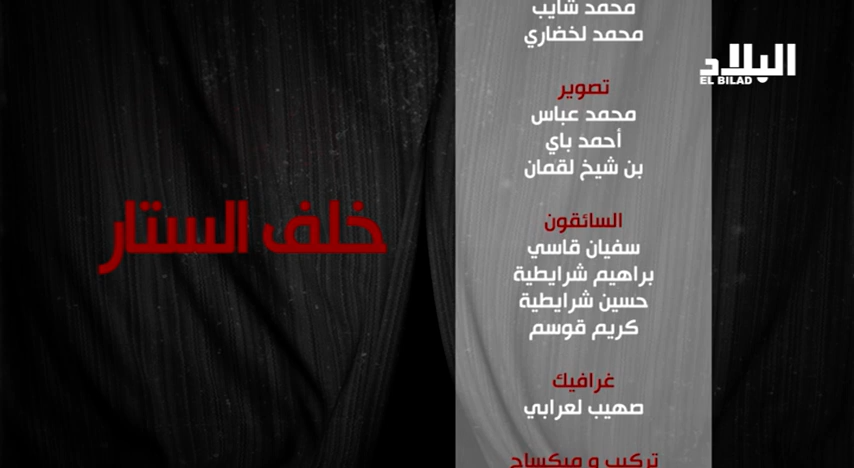 محمد شايب
محمد لخضاري
البلاد
EL BILAD
تصوير
محمد عباس
أحمد باي
بن شيخ لقمان
السائقون
سفيان قاسي
براهيم شرايطية
حسين شرايطية
كريم قوسم
خلف الستار
غرافيك
صهيب لعرابي
تركيب و ميكساج